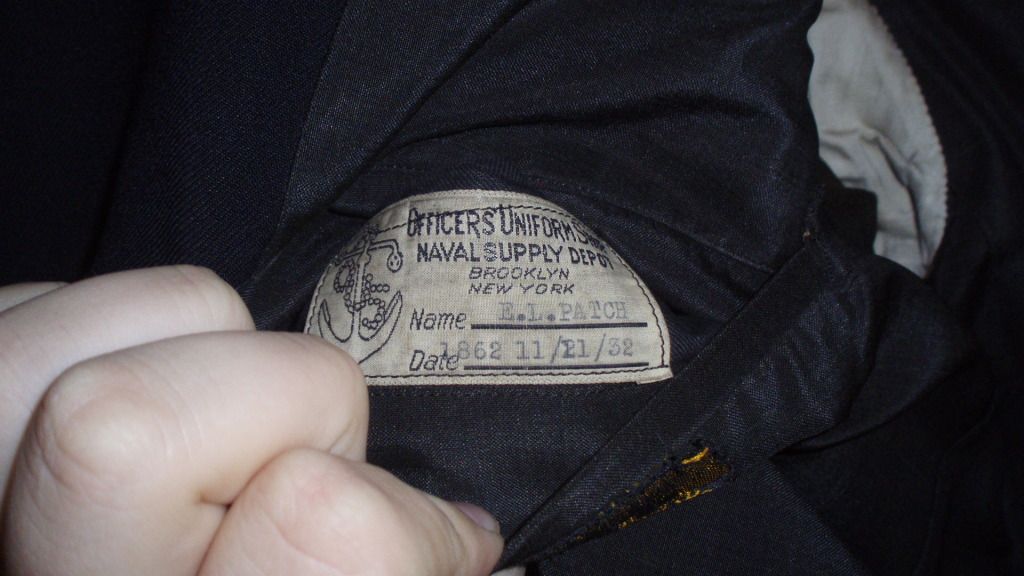 OFFICERS' UNIFORM SHOP
NAVAL SUPPLY DEPOT
BROOKLYN
NEW YORK
Name E.L.PATCH
Date 1862 11/21/32